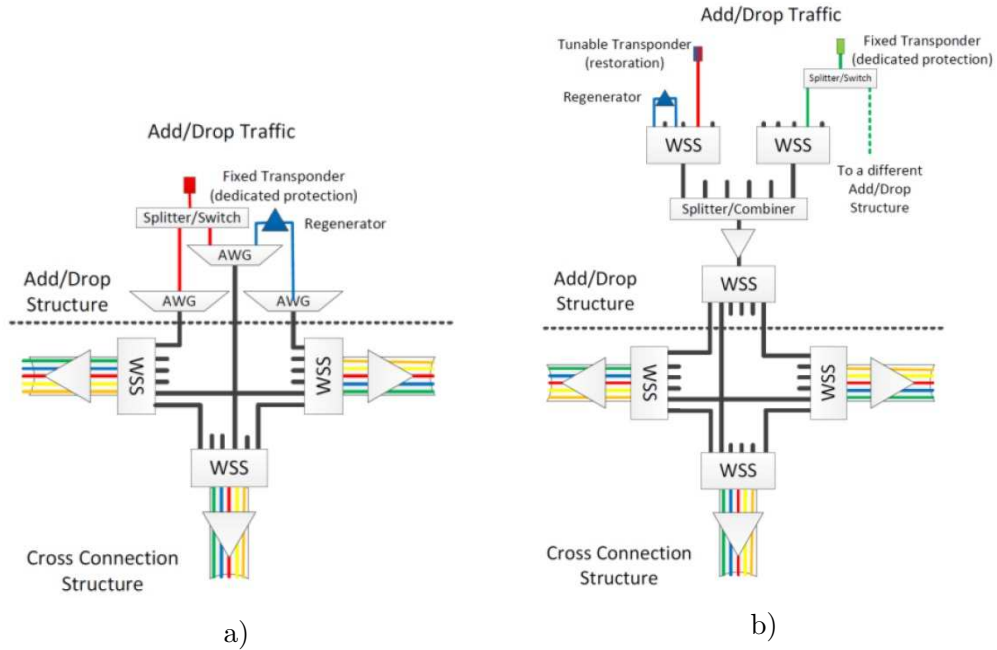 Add/Drop Traffic
Fixed Transponder
(dedicated protection)
Splitter/Switch
Regenerator
AWG
AWG
AWG
Add/Drop
Structure
WSS
WSS
WSS
Cross Connection
Structure
a)
Add/Drop Traffic
Tunable Transponder
(restoration)
Fixed Transponder
(dedicated protection)
Splitter/Switch
Regenerator
WSS
WSS
To a different
Add/Drop
Structure
Splitter/Combiner
WSS
Add/Drop
Structure
WSS
WSS
WSS
Cross Connection
Structure
b)